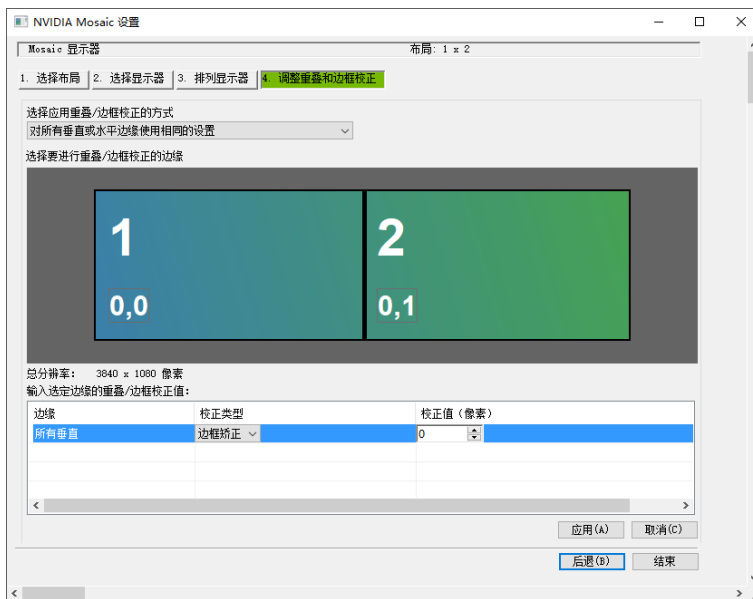 NVIDIA Mosaic 设置
Mosaic 显示器 布局: 1 x 2
1. 选择布局 2. 选择显示器 3. 排列显示器 4. 调整重叠和边框校正
选择应用重叠/边框校正的方式
对所有垂直或水平边缘使用相同的设置
选择要进行重叠/边框校正的边缘
1 2
0,0 0,1
总分辨率: 3840 x 1080 像素
输入选定边缘的重叠/边框校正值:
边缘 校正类型 校正值 (像素)
所有垂直 边框矫正 0
应用(A) 取消(C)
后退(B) 结束